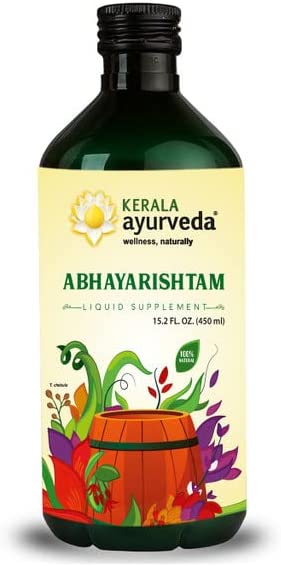 KERALA
ayurveda®
wellness, naturally
ABHAYARISHTAM
LIQUID SUPPLEMENT
15.2 FL. OZ. (450 ml)
100%
NATURAL
T. chebula